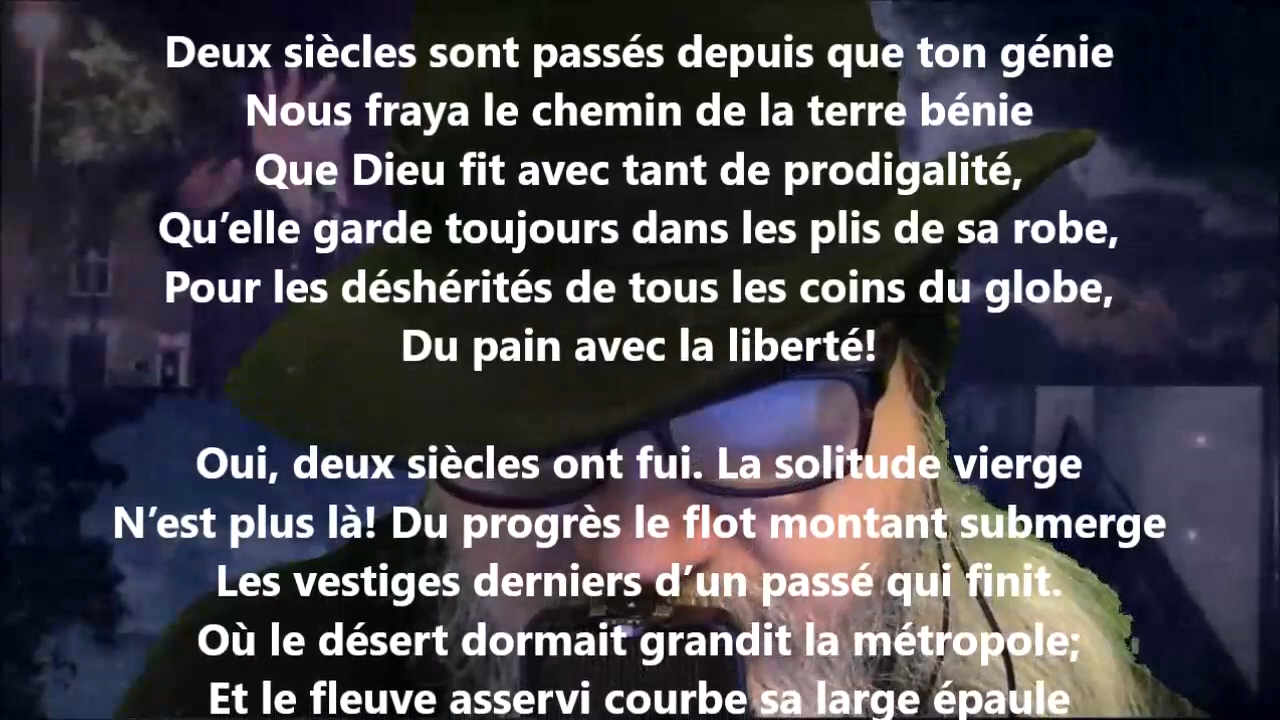 Deux siècles sont passés depuis que ton génie
Nous fraya le chemin de la terre bénie
Que Dieu fit avec tant de prodigalité,
Qu’elle garde toujours dans les plis de sa robe,
Pour les déshérités de tous les coins du globe,
Du pain avec la liberté!
Oui, deux siècles ont fui. La solitude vierge
N’est plus là! Du progrès le flot montant submerge
Les vestiges derniers d’un passé qui finit.
Où le désert dormait grandit la métropole;
Et le fleuve asservi courbe sa large épaule